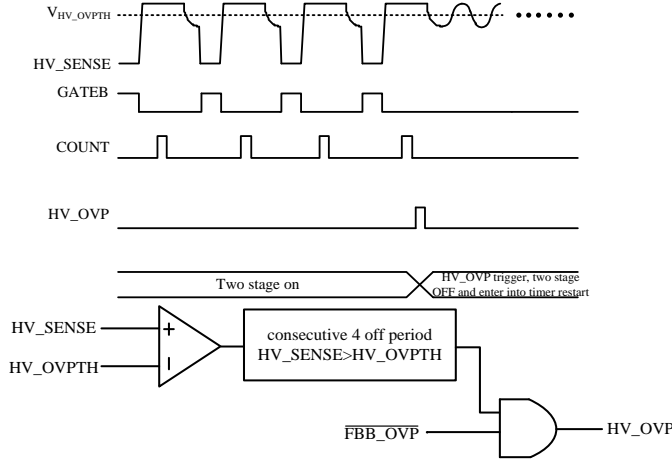 VHV_OVPTH
HV_SENSE
GATEB
COUNT
HV_OVP
Two stage on
HV_OVP trigger, two stage
OFF and enter into timer restart
HV_SENSE
HV_OVPTH
+
consecutive 4 off period
HV_SENSE>HV_OVPTH
FBB_OVP
HV_OVP